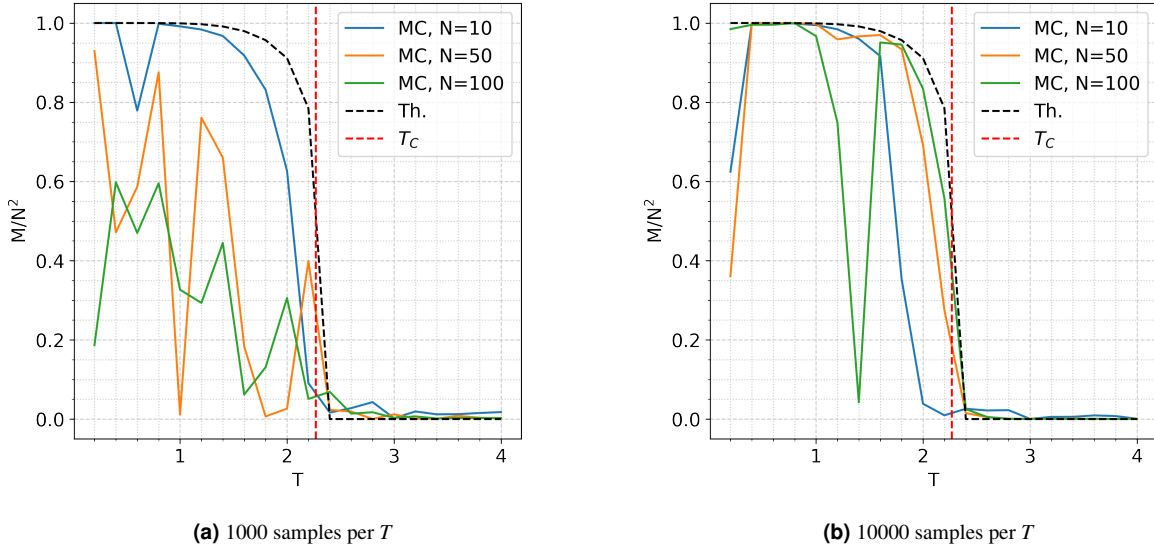 1.0
0.8
0.6
0.4
0.2
0.0
M/N²
1 2 3 4
T
MC, N=10
MC, N=50
MC, N=100
Th.
T_C
(a) 1000 samples per T
1.0
0.8
0.6
0.4
0.2
0.0
M/N²
1 2 3 4
T
MC, N=10
MC, N=50
MC, N=100
Th.
T_C
(b) 10000 samples per T